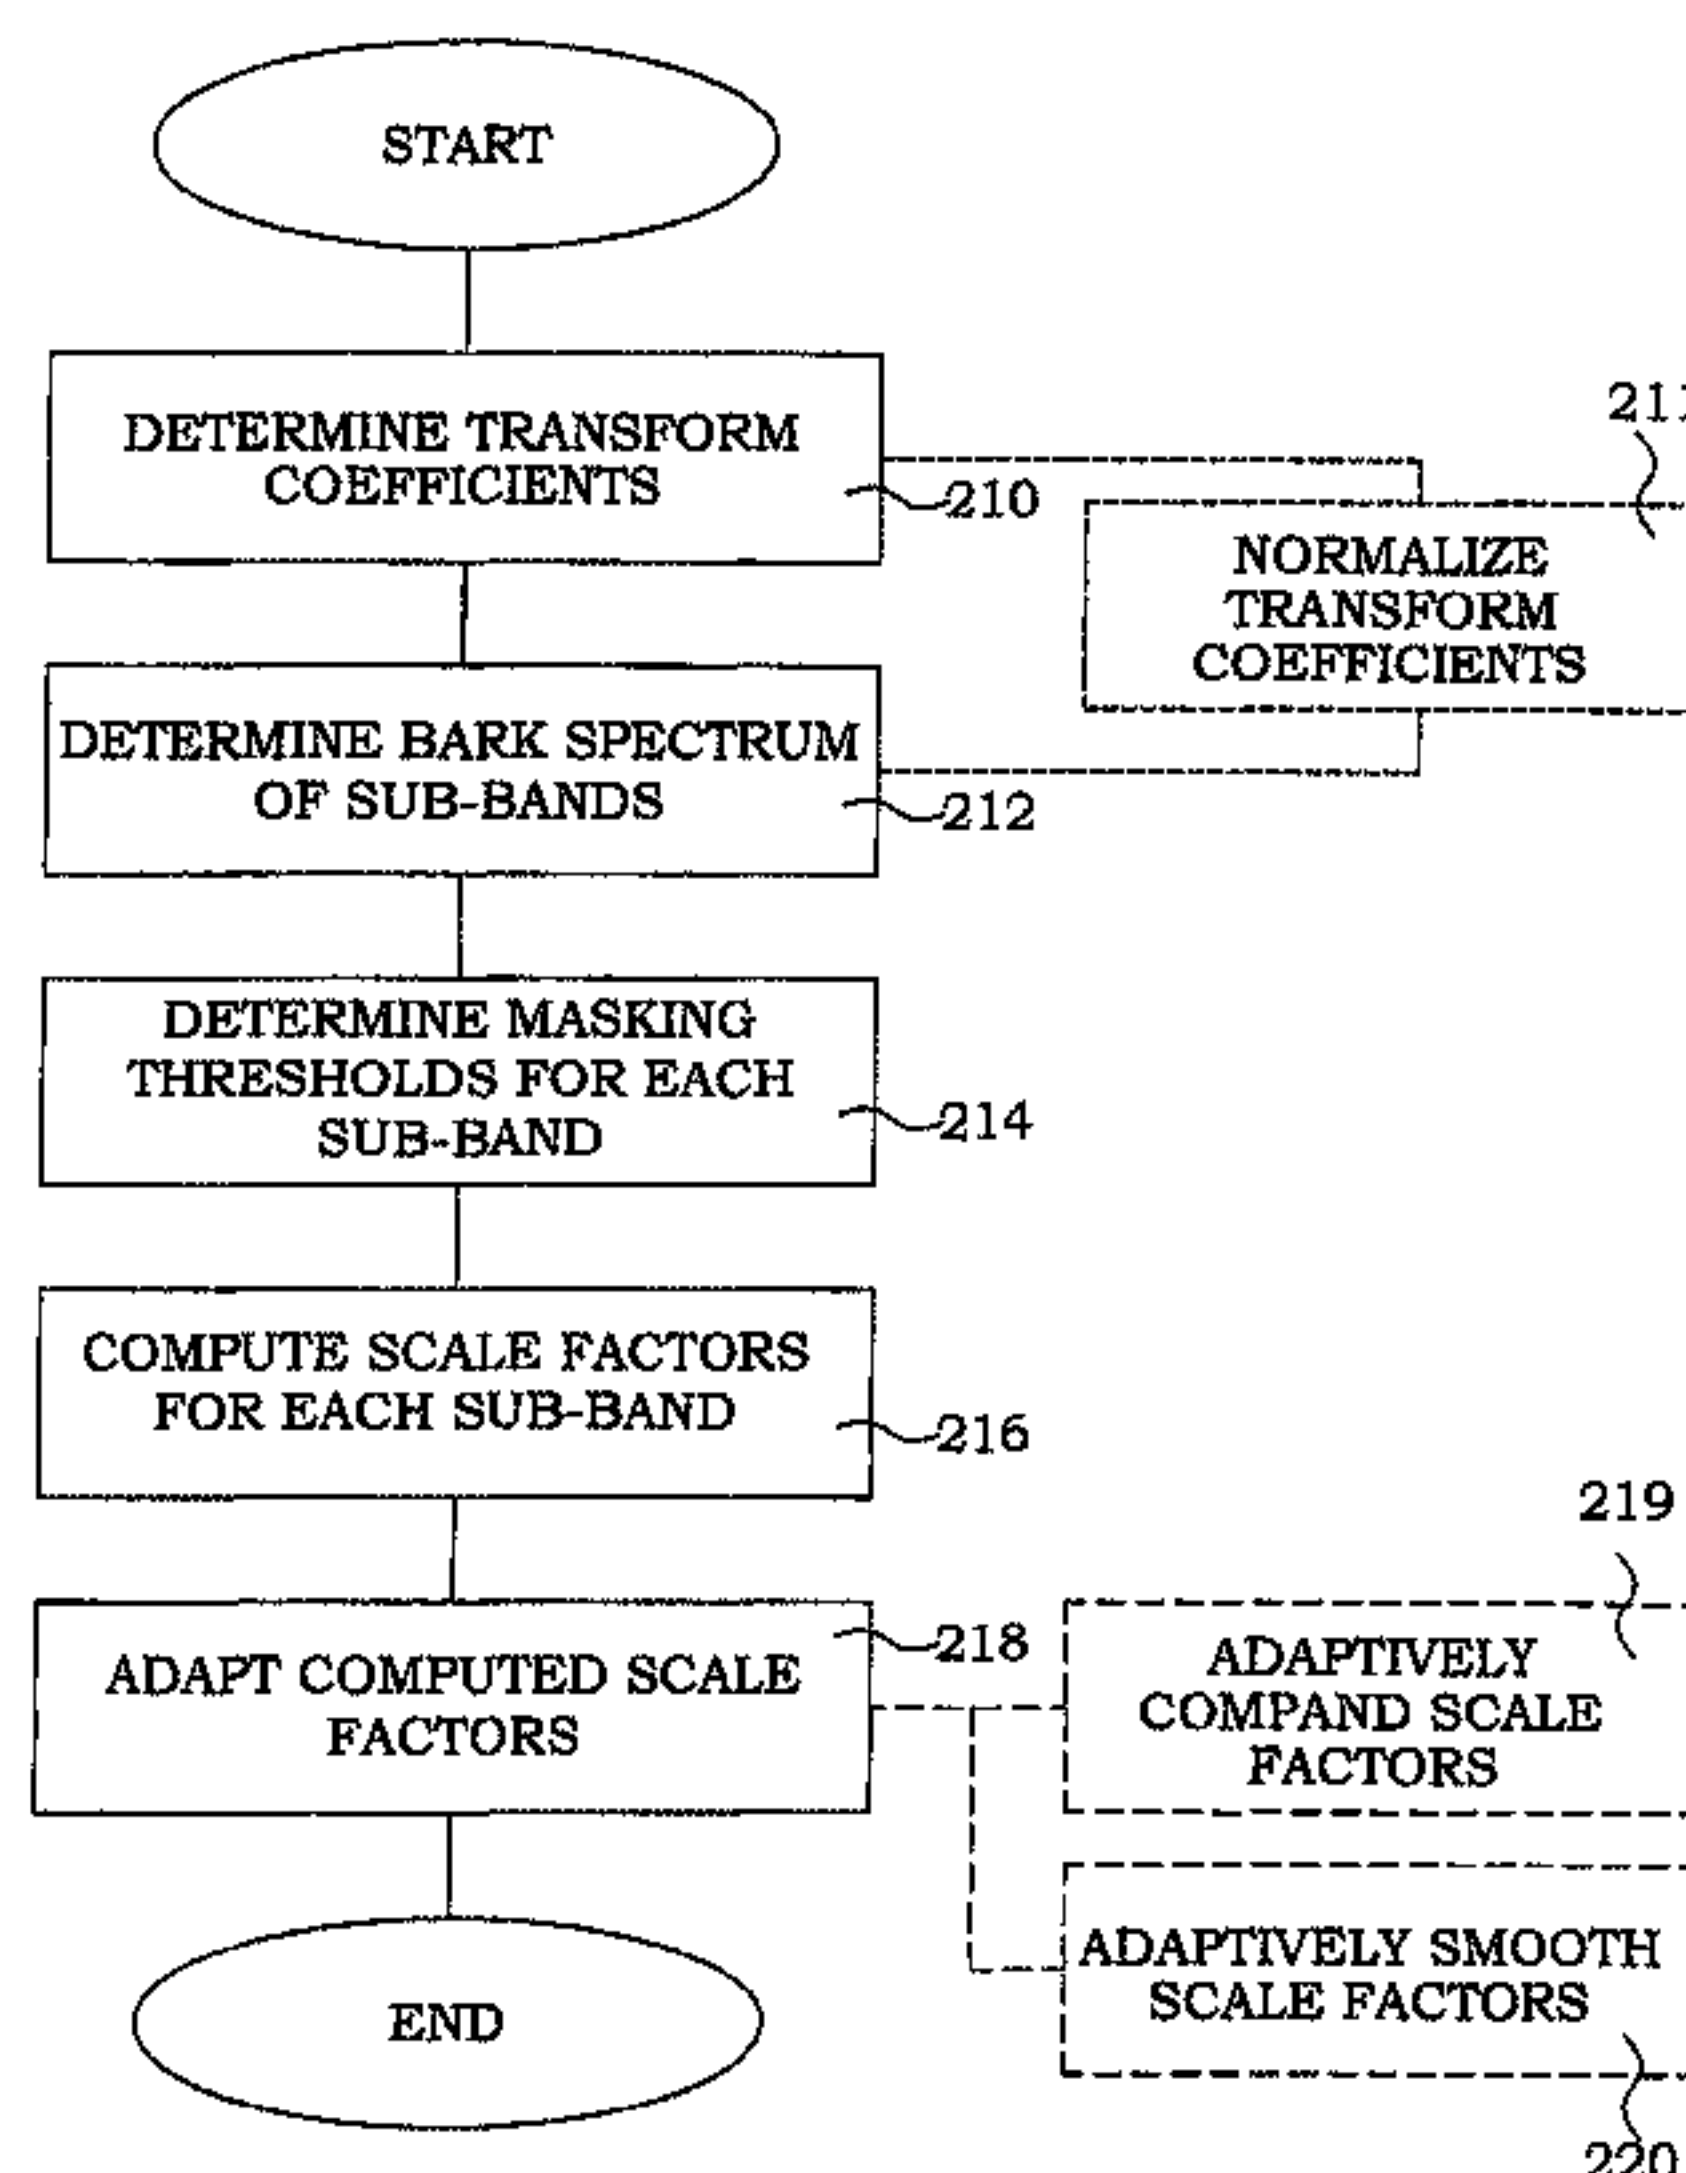 START
DETERMINE TRANSFORM
COEFFICIENTS
210
211
NORMALIZE
TRANSFORM
COEFFICIENTS
DETERMINE BARK SPECTRUM
OF SUB-BANDS
212
DETERMINE MASKING
THRESHOLDS FOR EACH
SUB-BAND
214
COMPUTE SCALE FACTORS
FOR EACH SUB-BAND
216
ADAPT COMPUTED SCALE
FACTORS
218
219
ADAPTIVELY
COMPAND SCALE
FACTORS
ADAPTIVELY SMOOTH
SCALE FACTORS
220
END